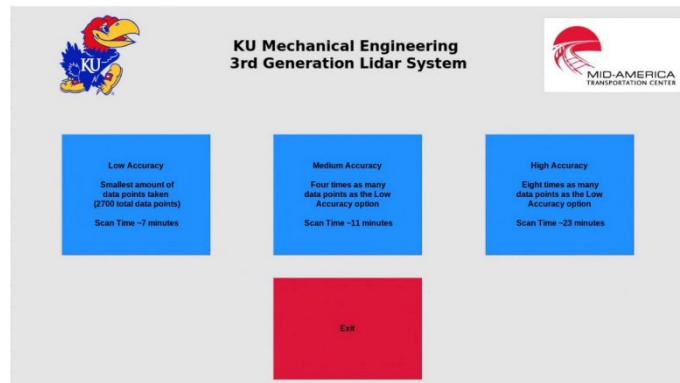 KU
KU Mechanical Engineering
3rd Generation Lidar System
MID-AMERICA
TRANSPORTATION CENTER
Low Accuracy
Smallest amount of
data points taken
(2700 total data points)
Scan Time ~7 minutes
Medium Accuracy
Four times as many
data points as the Low
Accuracy option
Scan Time ~11 minutes
High Accuracy
Eight times as many
data points as the Low
Accuracy option
Scan Time ~23 minutes
Exit